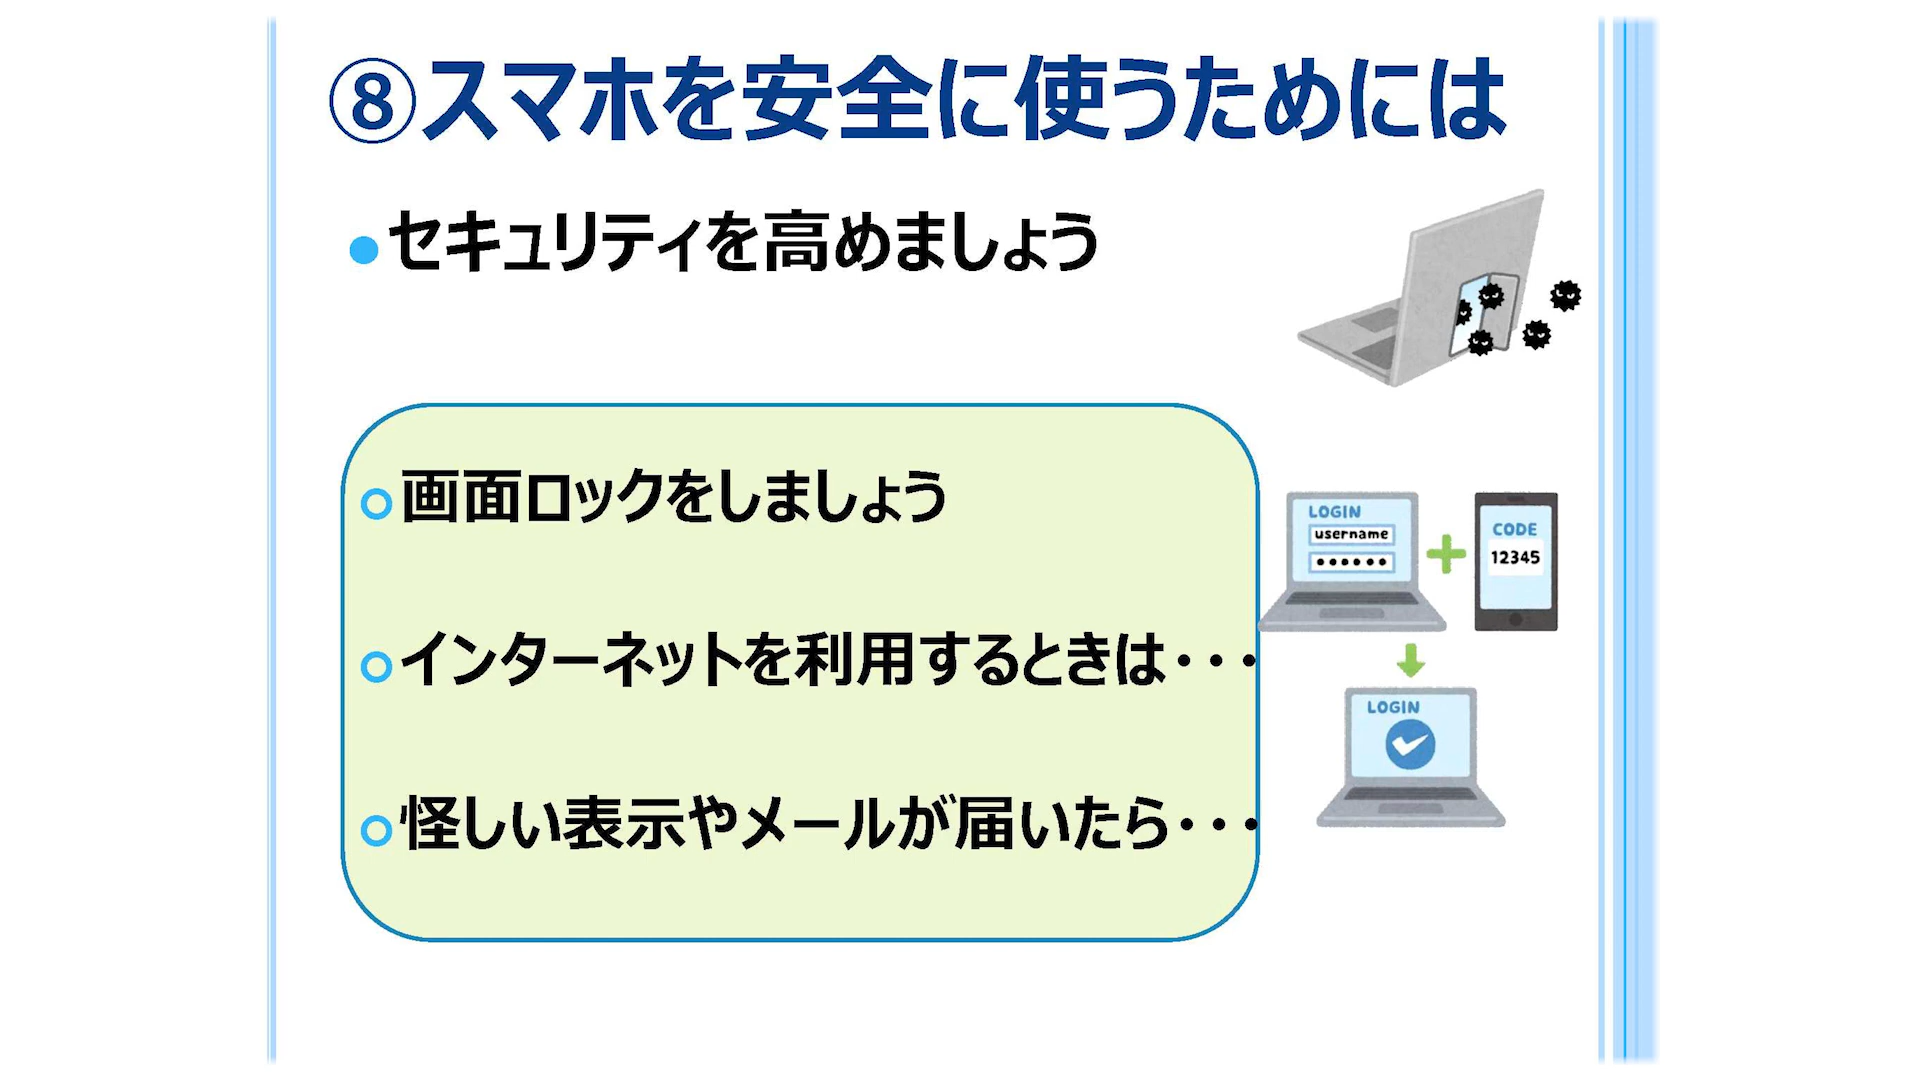 ⑧スマホを安全に使うためには
●セキュリティを高めましょう
○画面ロックをしましょう
○インターネットを利用するときは・・・
○怪しい表示やメールが届いたら・・・
LOGIN
username
●●●●●●
CODE
12345
LOGIN